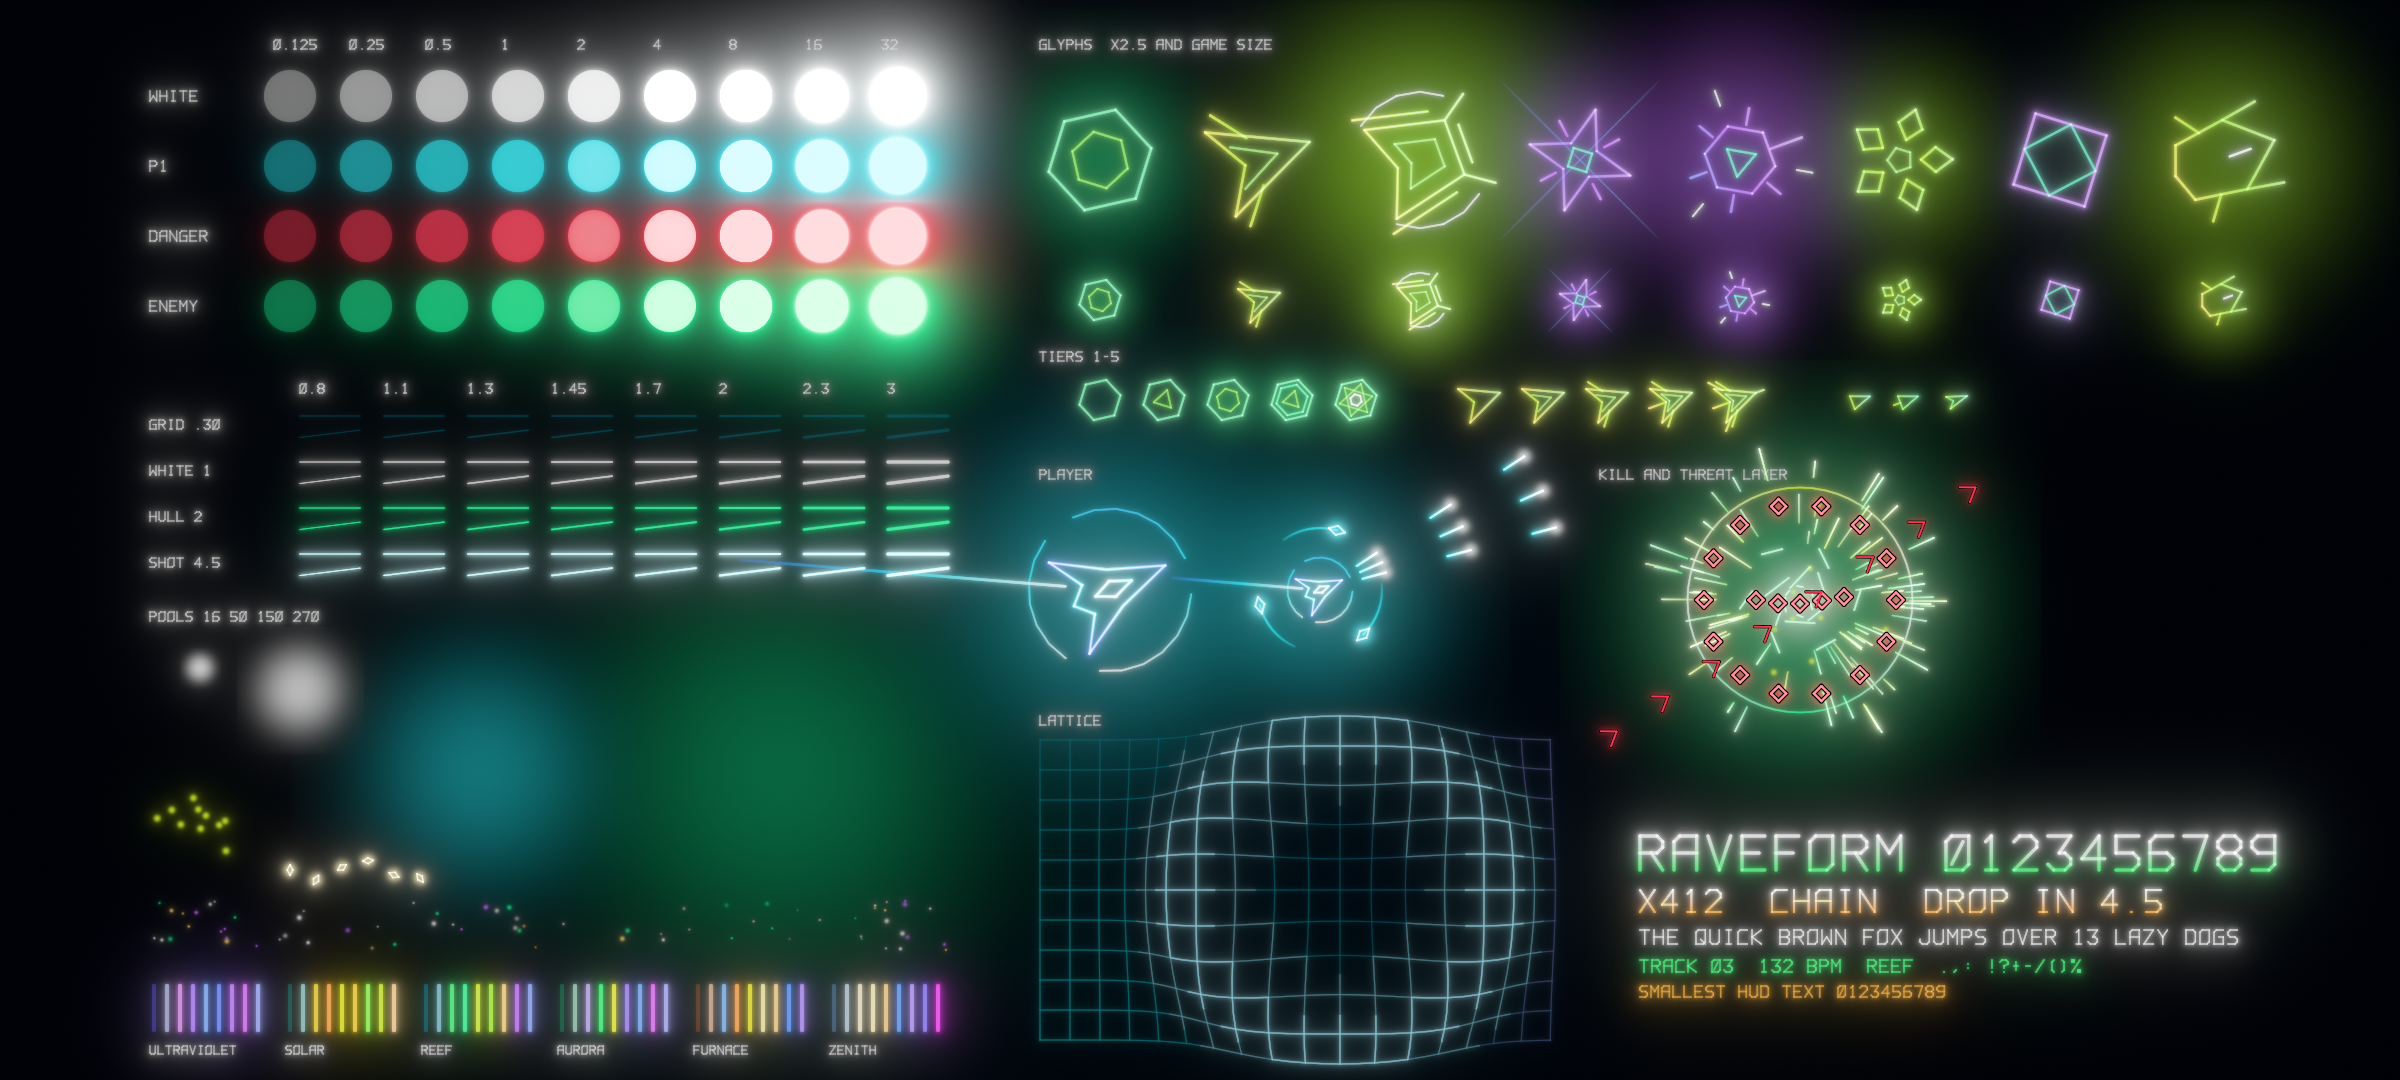 0.125 0.25 0.5 1 2 4 8 16 32
WHITE
P1
DANGER
ENEMY
0.8 1.1 1.3 1.45 1.7 2 2.3 3
GRID .30
WHITE 1
HULL 2
SHOT 4.5
POOLS 16 50 150 270
ULTRAVIOLET SOLAR REEF AURORA FURNACE ZENITH
GLYPHS X2.5 AND GAME SIZE
TIERS 1-5
PLAYER
KILL AND THREAT LAYER
LATTICE
RAVEFORM 0123456789
X412 CHAIN DROP IN 4.5
THE QUICK BROWN FOX JUMPS OVER 13 LAZY DOGS
TRACK 03 132 BPM REEF .,: !?+-/()%
SMALLEST HUD TEXT 0123456789